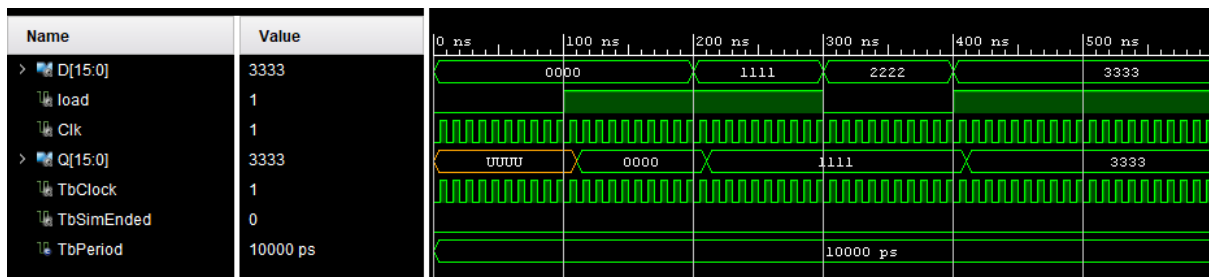 Name Value 0 ns 100 ns 200 ns 300 ns 400 ns 500 ns
> D[15:0] 3333 0000 1111 2222 3333
load 1
Clk 1
> Q[15:0] 3333 UUUU 0000 1111 3333
TbClock 1
TbSimEnded 0
TbPeriod 10000 ps 10000 ps